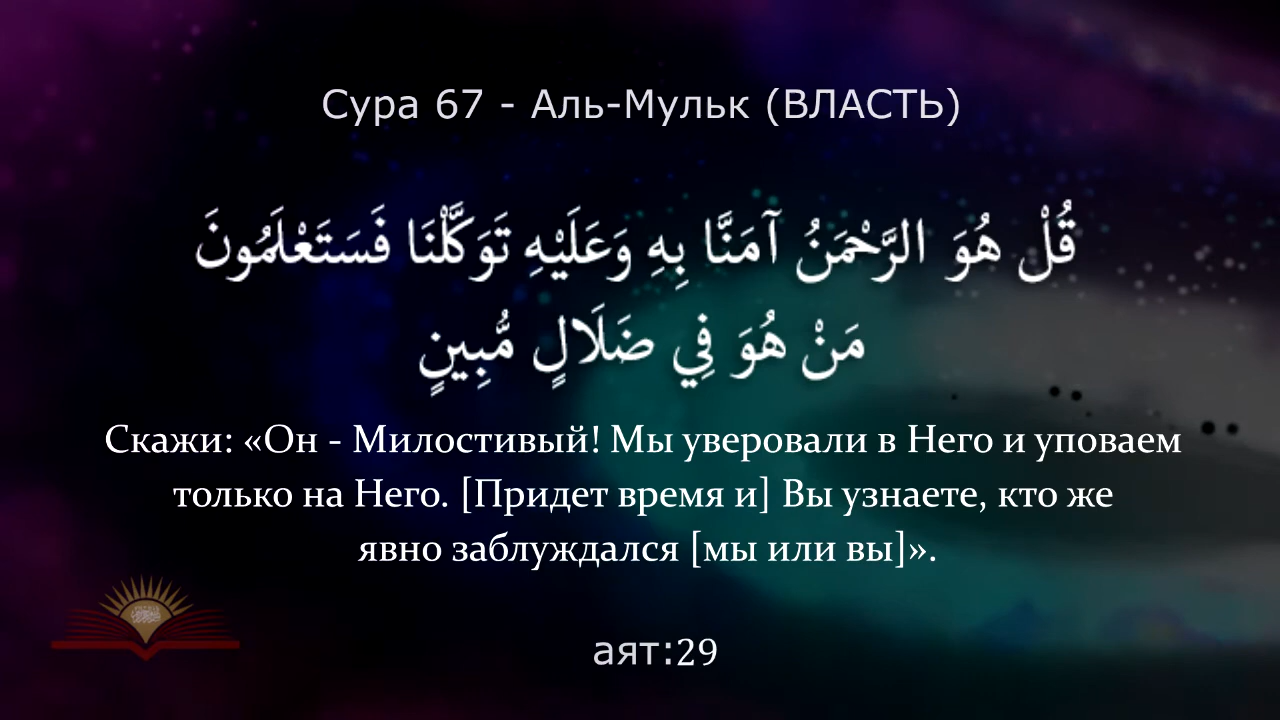 Сура 67 - Аль-Мульк (ВЛАСТЬ)
قُلْ هُوَ الرَّحْمَنُ آمَنَّا بِهِ وَعَلَيْهِ تَوَكَّلْنَا فَسَتَعْلَمُونَ
مَنْ هُوَ فِي ضَلَالٍ مُّبِينٍ
Скажи: «Он - Милостивый! Мы уверовали в Него и уповаем
только на Него. [Придет время и] Вы узнаете, кто же
явно заблуждался [мы или вы]».
аят:29